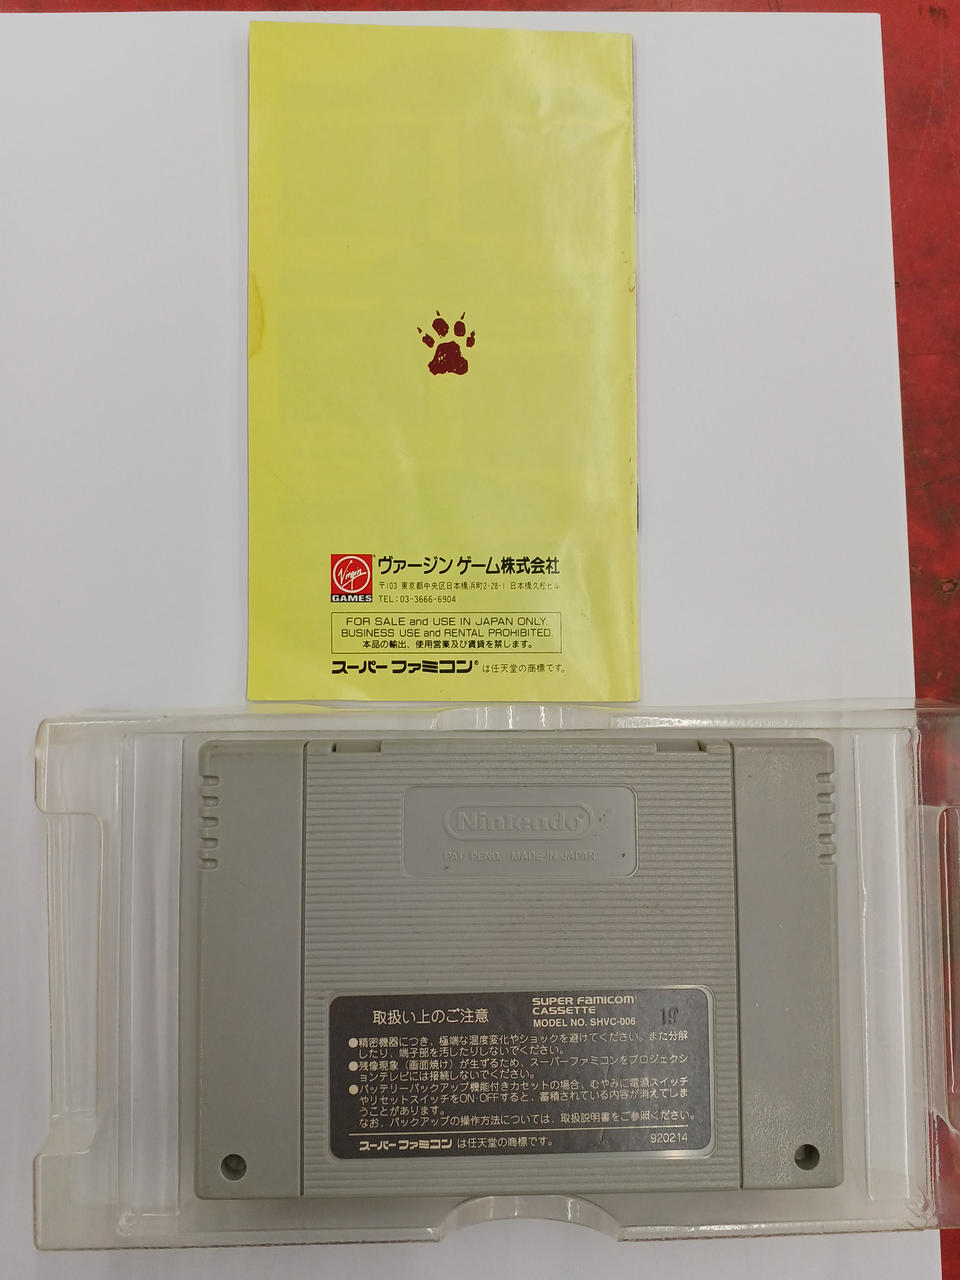 Virgin
GAMES
ヴァージン ゲーム株式会社
〒103 東京都中央区日本橋浜町2-28-1 日本橋久松ビル
TEL:03-3666-6904
FOR SALE and USE IN JAPAN ONLY.
BUSINESS USE and RENTAL PROHIBITED.
本品の輸出、使用営業及び賃貸を禁じます。
スーパー ファミコン® は任天堂の商標です。
Nintendo
PAT. PEND. MADE IN JAPAN
取扱い上のご注意
SUPER FAMICOM
CASSETTE
MODEL NO. SHVC-006
19
●精密機器につき、極端な温度変化やショックを避けてください。また分解
したり、端子部を汚したりしないでください。
●残像現象(画面焼け)が生ずるため、スーパーファミコンをプロジェクシ
ョンテレビには接続しないでください。
●バッテリーバックアップ機能付きカセットの場合、むやみに電源スイッチ
やリセットスイッチをON・OFFすると、蓄積されている内容が消えてしま
うことがあります。
なお、バックアップの操作方法については、取扱説明書をご参照ください。
スーパー ファミコン は任天堂の商標です。
920214